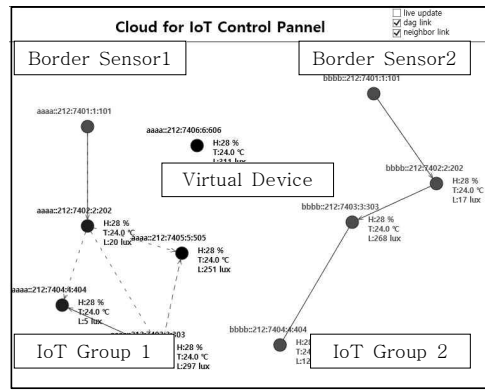 Cloud for IoT Control Pannel
live update
dag link
neighbor link
Border Sensor1
Border Sensor2
bbbb::212:7401:1:101
aaaa::212:7401:1:101
aaaa::212:7406:6:606
H:28 %
T:24.0 ℃
Virtual Device
bbbb::212:7402:2:202
H:28 %
T:24.0 ℃
L:17 lux
bbbb::212:7403:3:303
H:28 %
T:24.0 ℃
L:268 lux
aaaa::212:7402:2:202
H:28 %
T:24.0 ℃
L:20 lux
aaaa::212:7405:5:505
H:28 %
T:24.0 ℃
L:251 lux
aaaa::212:7404:4:404
H:28 %
T:24.0 ℃
L:5 lux
bbbb::212:7404:4:404
IoT Group 1
T:24.0 ℃
L:297 lux
IoT Group 2